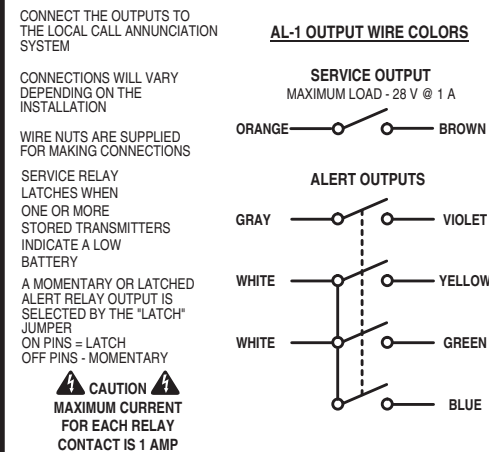 CONNECT THE OUTPUTS TO
THE LOCAL CALL ANNUNCIATION
SYSTEM
CONNECTIONS WILL VARY
DEPENDING ON THE
INSTALLATION
WIRE NUTS ARE SUPPLIED
FOR MAKING CONNECTIONS
SERVICE RELAY
LATCHES WHEN
ONE OR MORE
STORED TRANSMITTERS
INDICATE A LOW
BATTERY
A MOMENTARY OR LATCHED
ALERT RELAY OUTPUT IS
SELECTED BY THE "LATCH"
JUMPER
ON PINS = LATCH
OFF PINS - MOMENTARY
CAUTION
MAXIMUM CURRENT
FOR EACH RELAY
CONTACT IS 1 AMP
AL-1 OUTPUT WIRE COLORS
SERVICE OUTPUT
MAXIMUM LOAD - 28 V @ 1 A
ORANGE BROWN
ALERT OUTPUTS
GRAY VIOLET
WHITE YELLOW
WHITE GREEN
BLUE